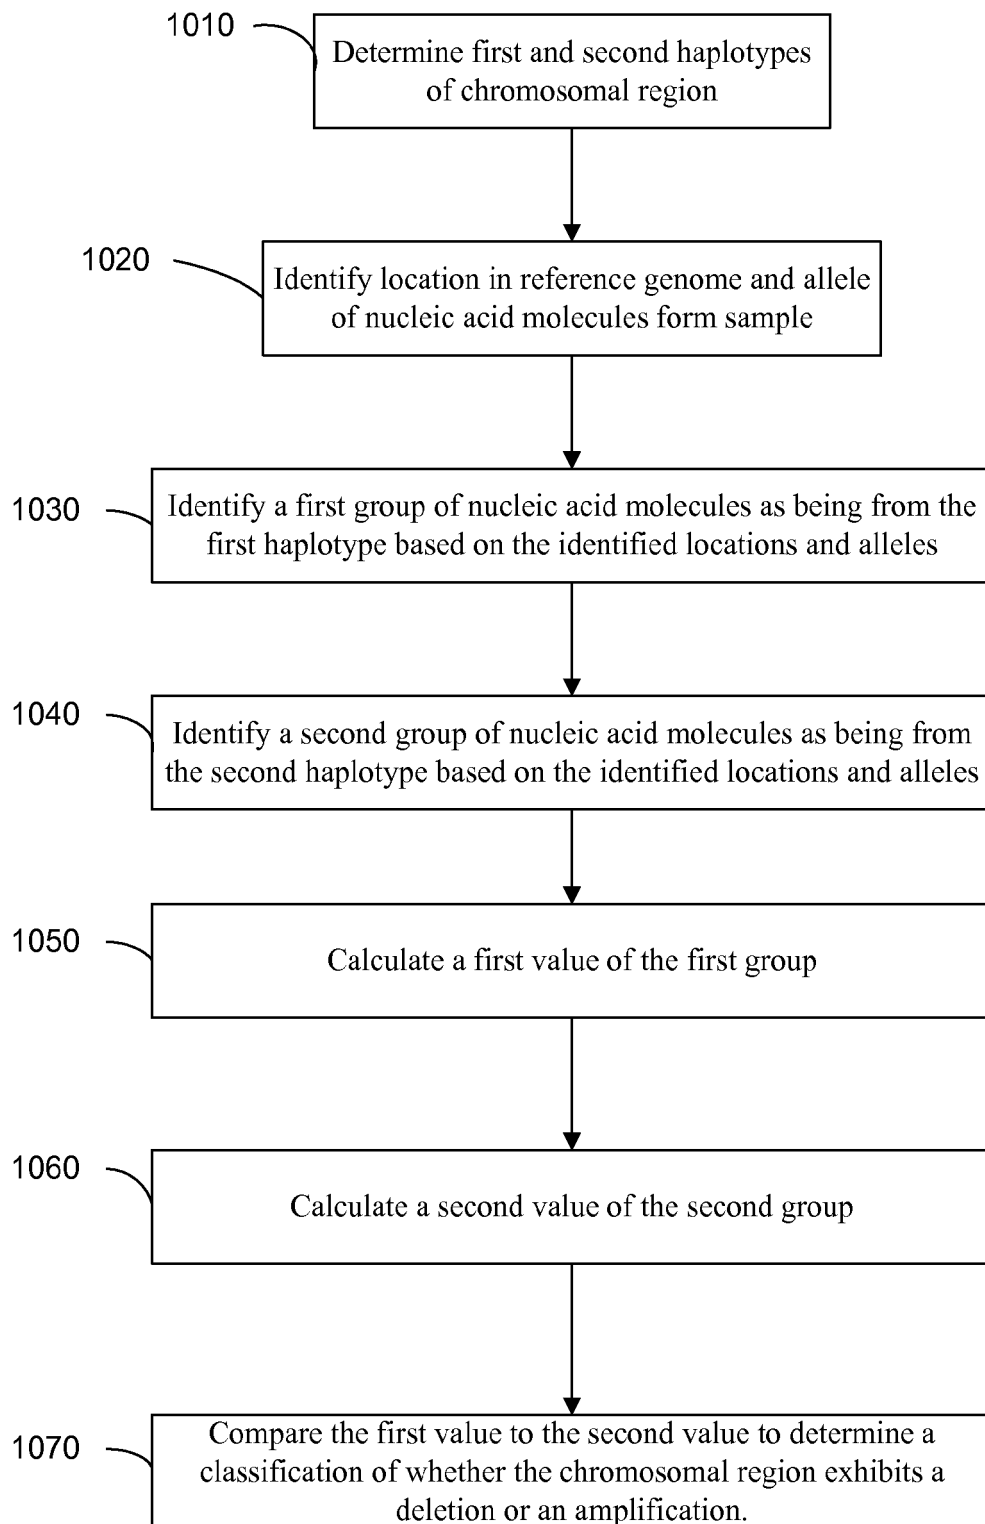 1010
Determine first and second haplotypes
of chromosomal region
1020
Identify location in reference genome and allele
of nucleic acid molecules form sample
1030
Identify a first group of nucleic acid molecules as being from the
first haplotype based on the identified locations and alleles
1040
Identify a second group of nucleic acid molecules as being from
the second haplotype based on the identified locations and alleles
1050
Calculate a first value of the first group
1060
Calculate a second value of the second group
1070
Compare the first value to the second value to determine a
classification of whether the chromosomal region exhibits a
deletion or an amplification.